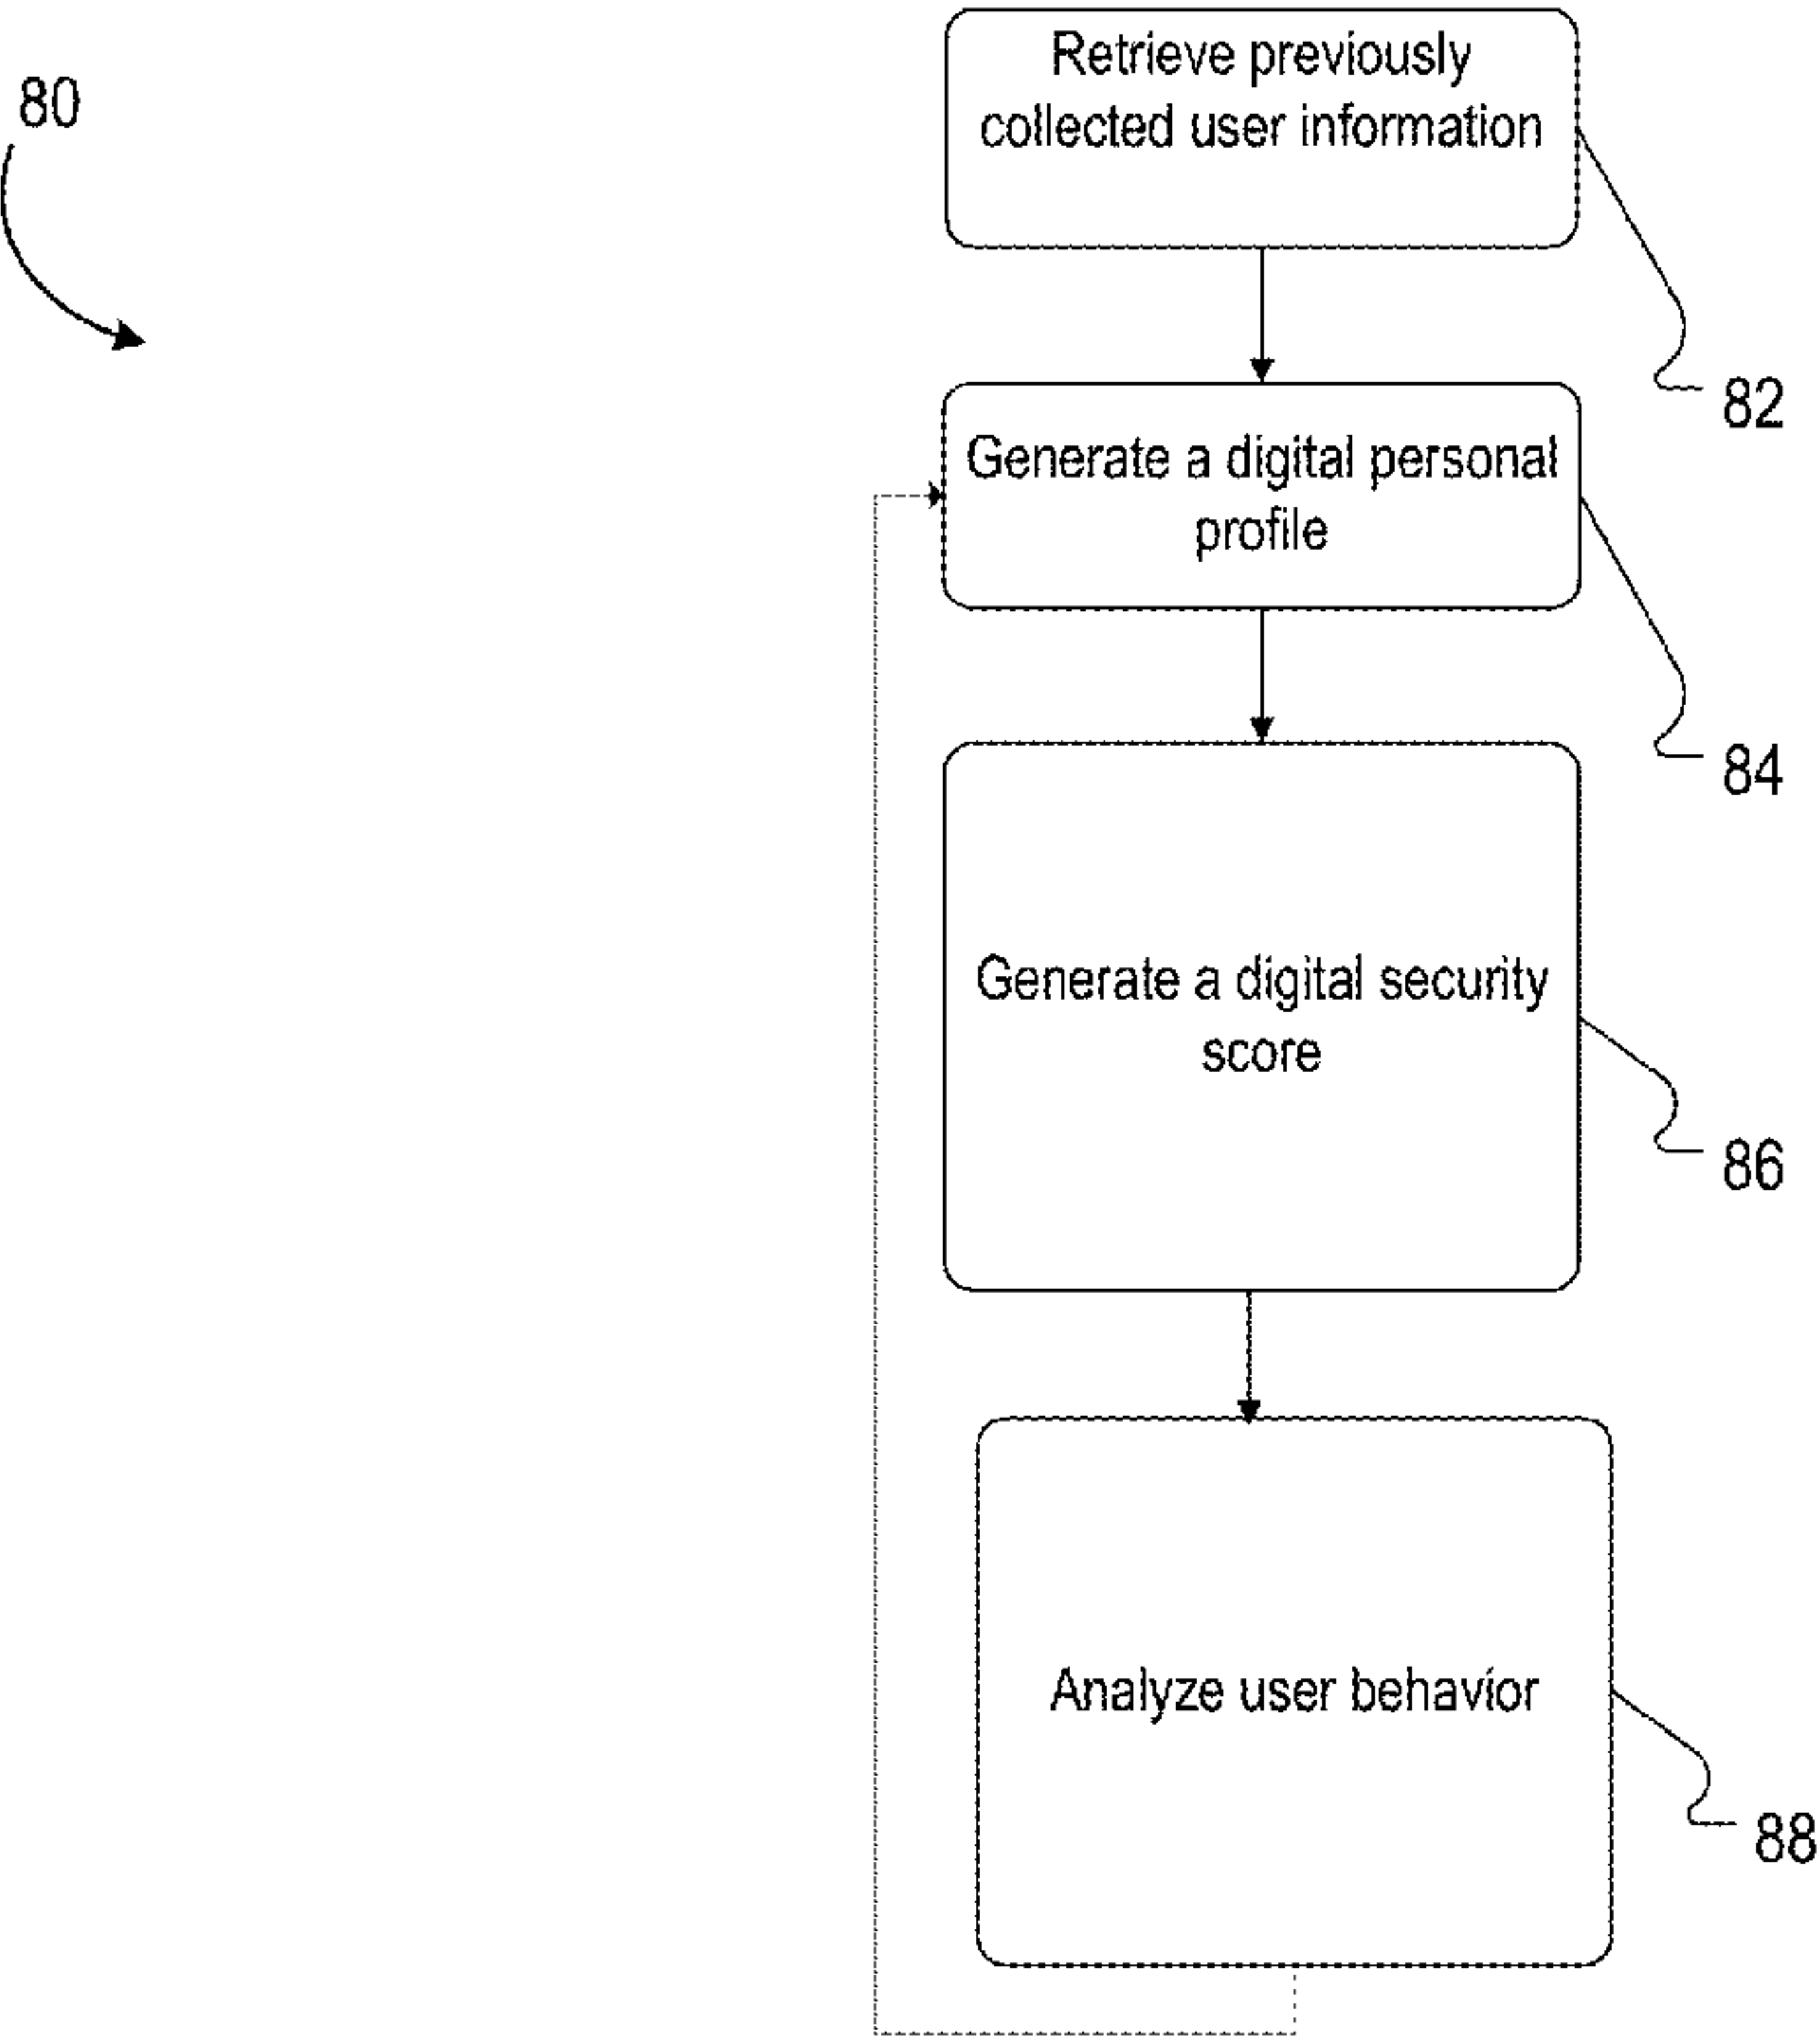 80
Retrieve previously
collected user information
82
Generate a digital personal
profile
84
Generate a digital security
score
86
Analyze user behavior
88